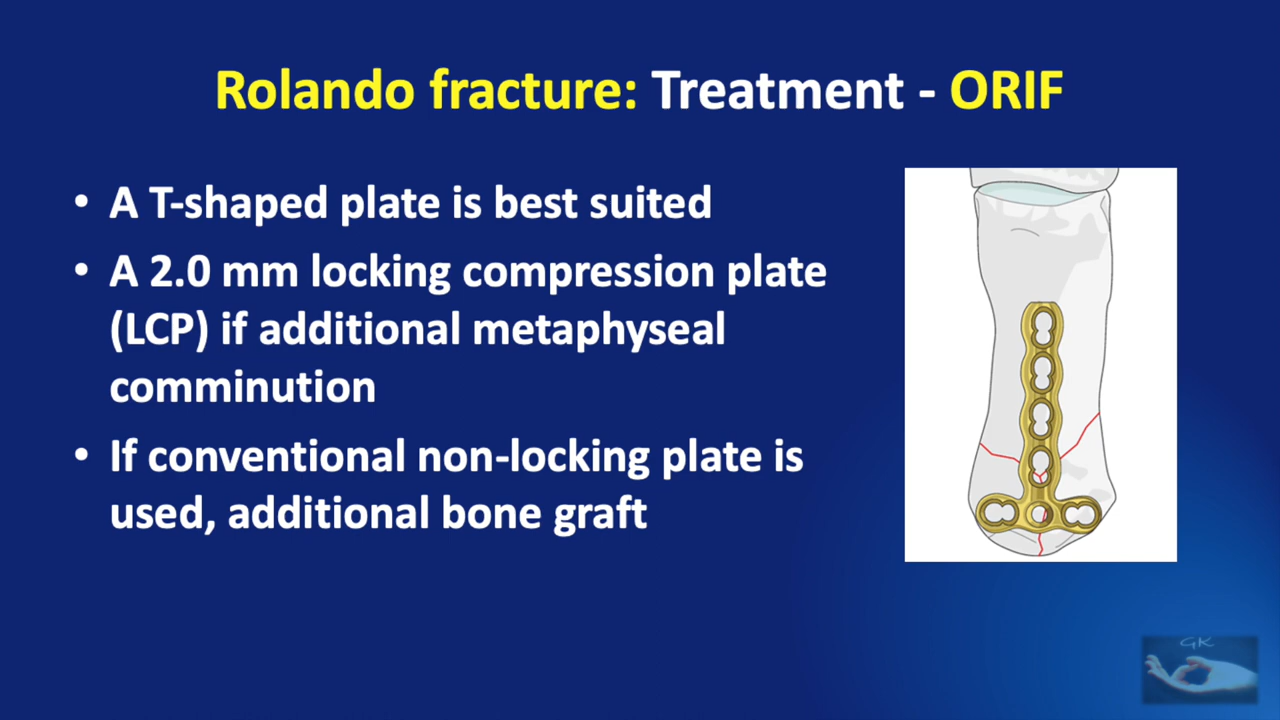 Rolando fracture: Treatment - ORIF
• A T-shaped plate is best suited
• A 2.0 mm locking compression plate
(LCP) if additional metaphyseal
comminution
• If conventional non-locking plate is
used, additional bone graft
GK